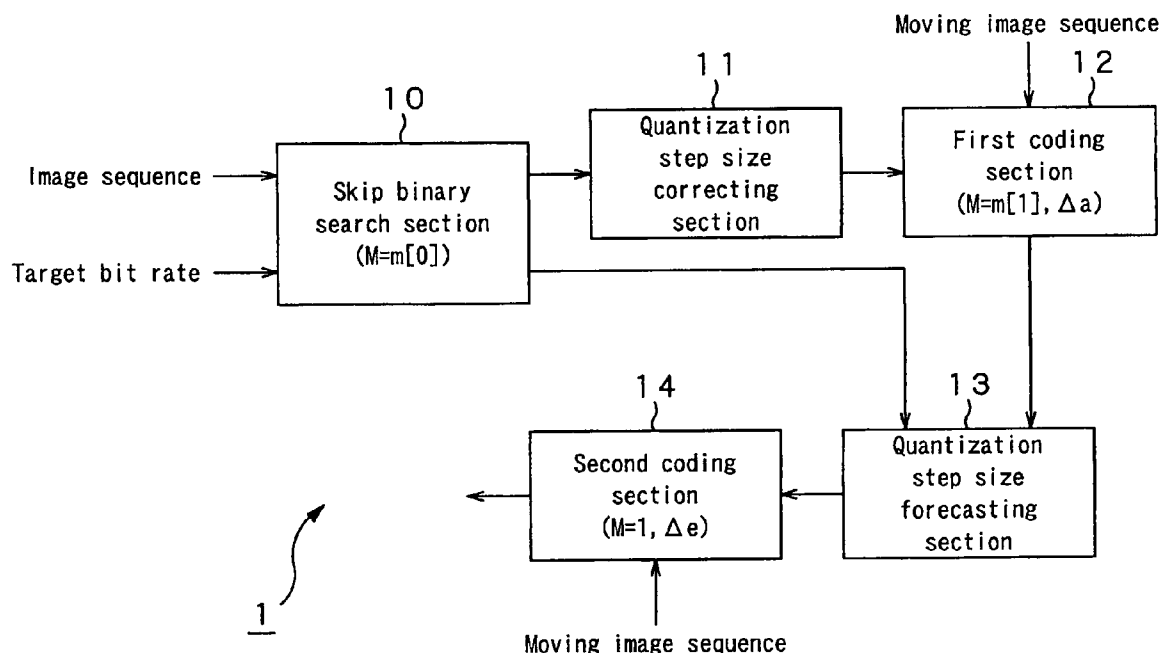 Moving image sequence
11
12
10
Quantization
step size
correcting
section
First coding
section
(M=m[1], Δa)
Image sequence
Skip binary
search section
(M=m[0])
Target bit rate
14
13
Second coding
section
(M=1, Δe)
Quantization
step size
forecasting
section
1
Moving image sequence